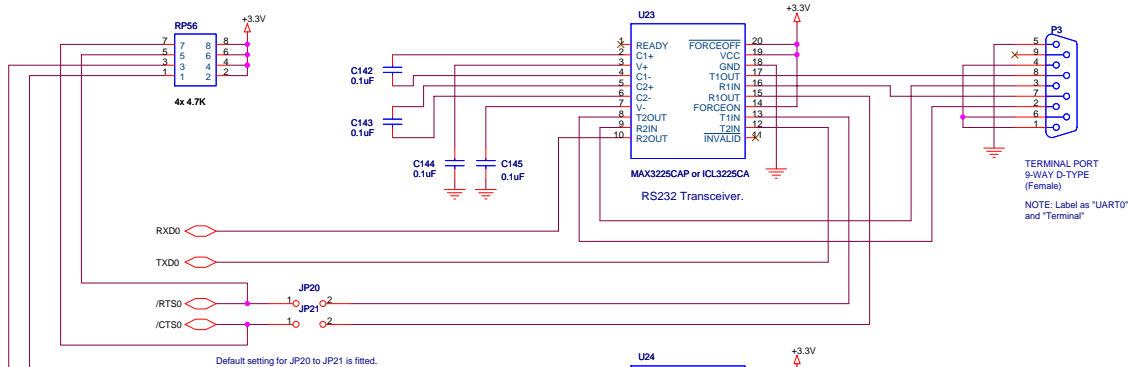 RP56
+3.3V
7 7 8 8
5 5 6 6
3 3 4 4
1 1 2 2
4x 4.7K
C142
0.1uF
C143
0.1uF
C144
0.1uF
C145
0.1uF
U23
+3.3V
1 READY FORCEOFF 20
2 C1+ VCC 19
3 V+ GND 18
4 C1- T1OUT 17
5 C2+ R1IN 16
6 C2- R1OUT 15
7 V- FORCEON 14
8 T2OUT T1IN 13
9 R2IN T2IN 12
10 R2OUT INVALID 11
MAX3225CAP or ICL3225CA
RS232 Transceiver.
P3
5
9
4
8
3
7
2
6
1
TERMINAL PORT
9-WAY D-TYPE
(Female)
NOTE: Label as "UART0"
and "Terminal"
RXD0
TXD0
/RTS0
/CTS0
JP20
1 2
JP21
1 2
Default setting for JP20 to JP21 is fitted.
U24
+3.3V